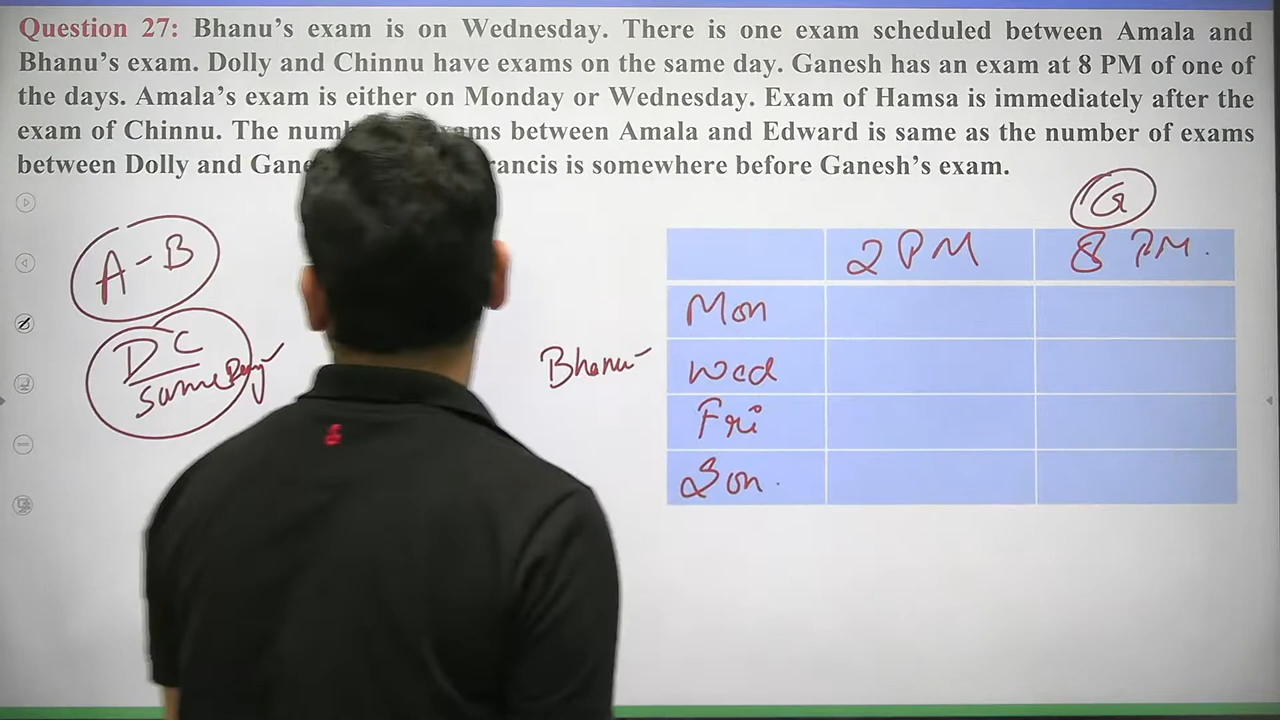 Question 27: Bhanu’s exam is on Wednesday. There is one exam scheduled between Amala and
Bhanu’s exam. Dolly and Chinnu have exams on the same day. Ganesh has an exam at 8 PM of one of
the days. Amala’s exam is either on Monday or Wednesday. Exam of Hamsa is immediately after the
exam of Chinnu. The between Amala and Edward is same as the number of exams
between Dolly and is somewhere before Ganesh’s exam.
G
A-B
2 PM 8 PM.
Mon
DC
same Day
Bhanu
Wed
Fri
Sun.